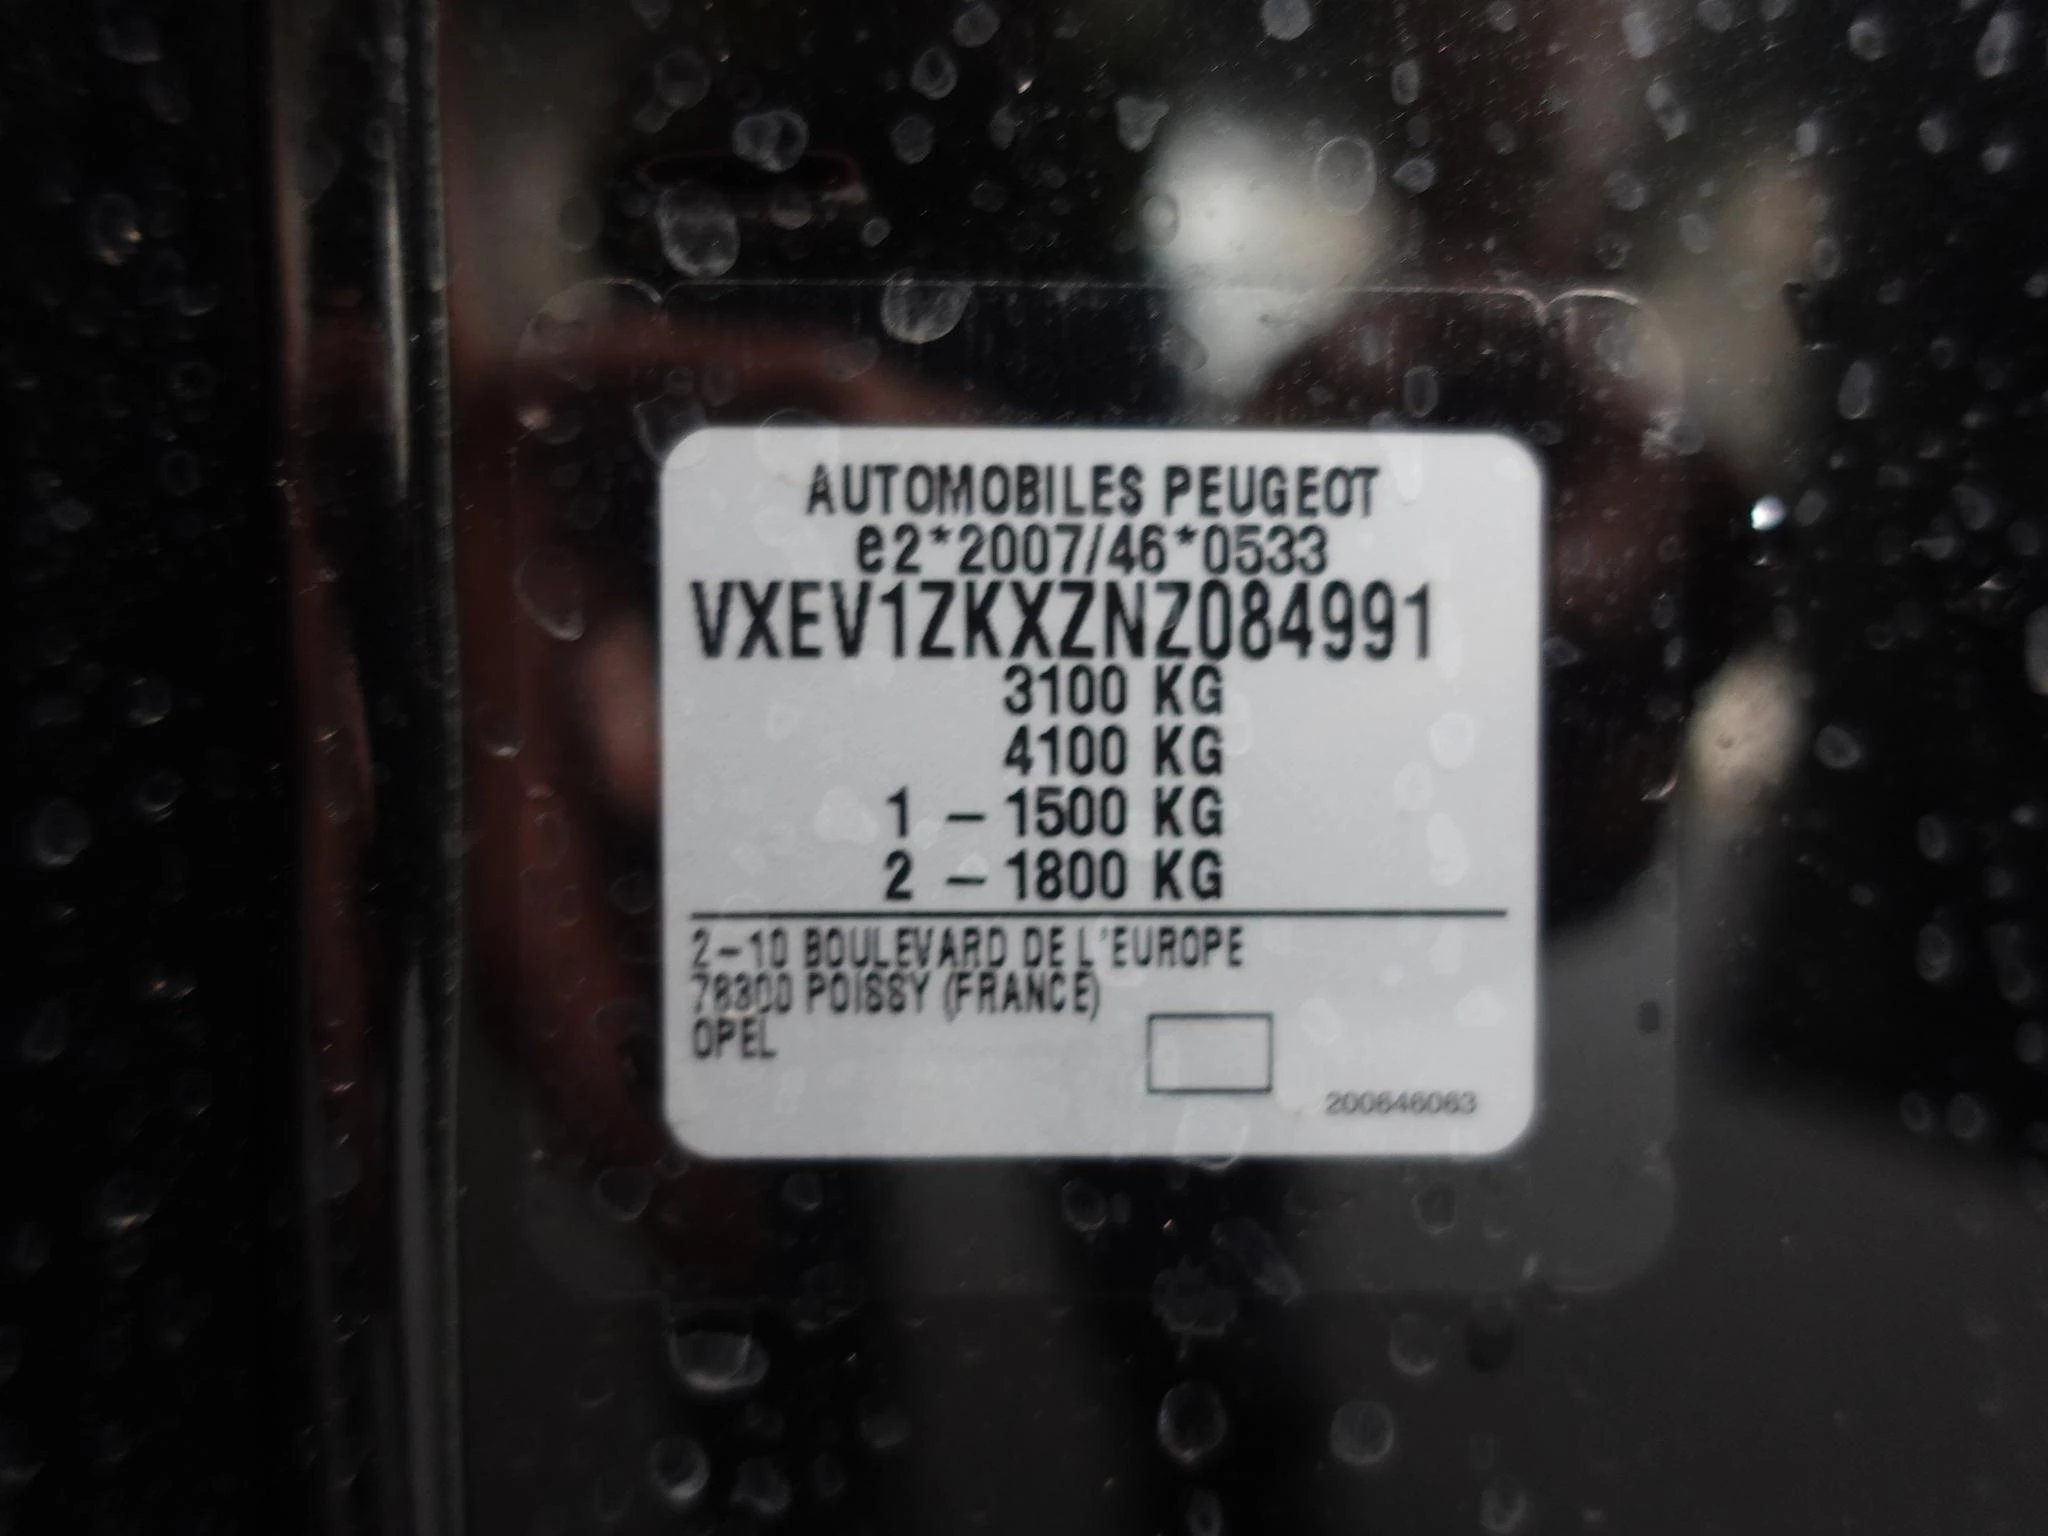 AUTOMOBILES PEUGEOT
e2*2007/46*0533
VXEV1ZKXZNZ084991
3100 KG
4100 KG
1 – 1500 KG
2 – 1800 KG
2–10 BOULEVARD DE L'EUROPE
78300 POISSY (FRANCE)
OPEL
200646063